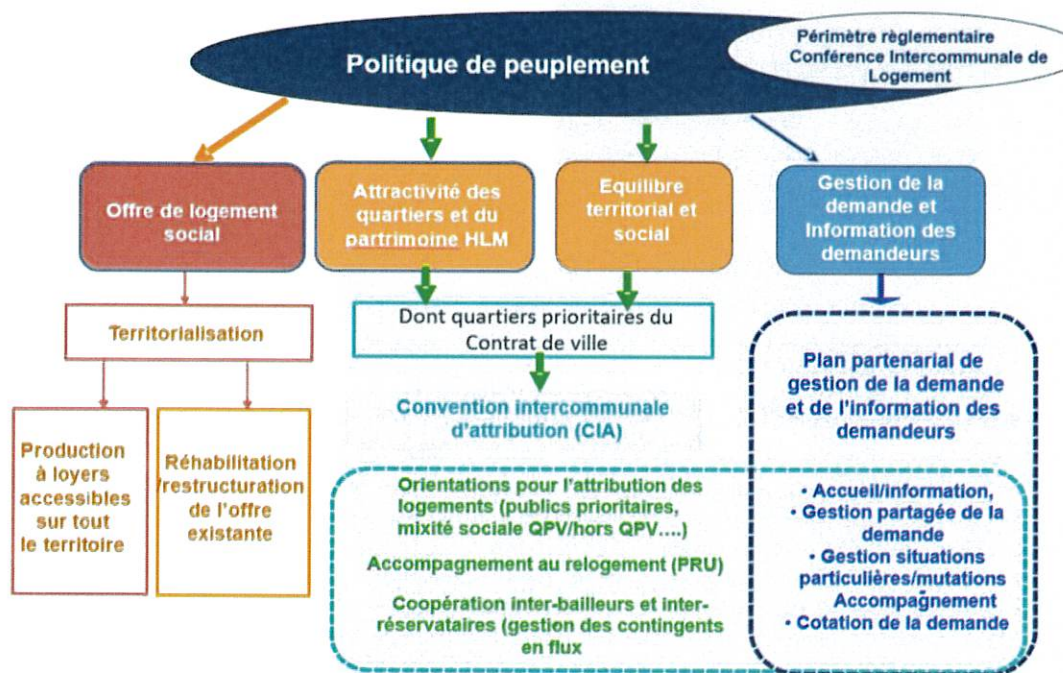 Politique de peuplement
Périmètre règlementaire
Conférence Intercommunale de
Logement
Offre de logement
social
Attractivité des
quartiers et du
partrimoine HLM
Equilibre
territorial et
social
Gestion de la
demande et
Information des
demandeurs
Territorialisation
Dont quartiers prioritaires du
Contrat de ville
Production
à loyers
accessibles
sur tout
le territoire
Réhabilitation
/restructuration
de l'offre
existante
Convention intercommunale
d'attribution (CIA)
Orientations pour l'attribution des
logements (publics prioritaires,
mixité sociale QPV/hors QPV....)
Accompagnement au relogement (PRU)
Coopération inter-bailleurs et inter-
réservataires (gestion des contingents
en flux
Plan partenarial de
gestion de la demande
et de l'information des
demandeurs
• Accueil/information,
• Gestion partagée de la
demande
• Gestion situations
particulières/mutations
Accompagnement
• Cotation de la demande